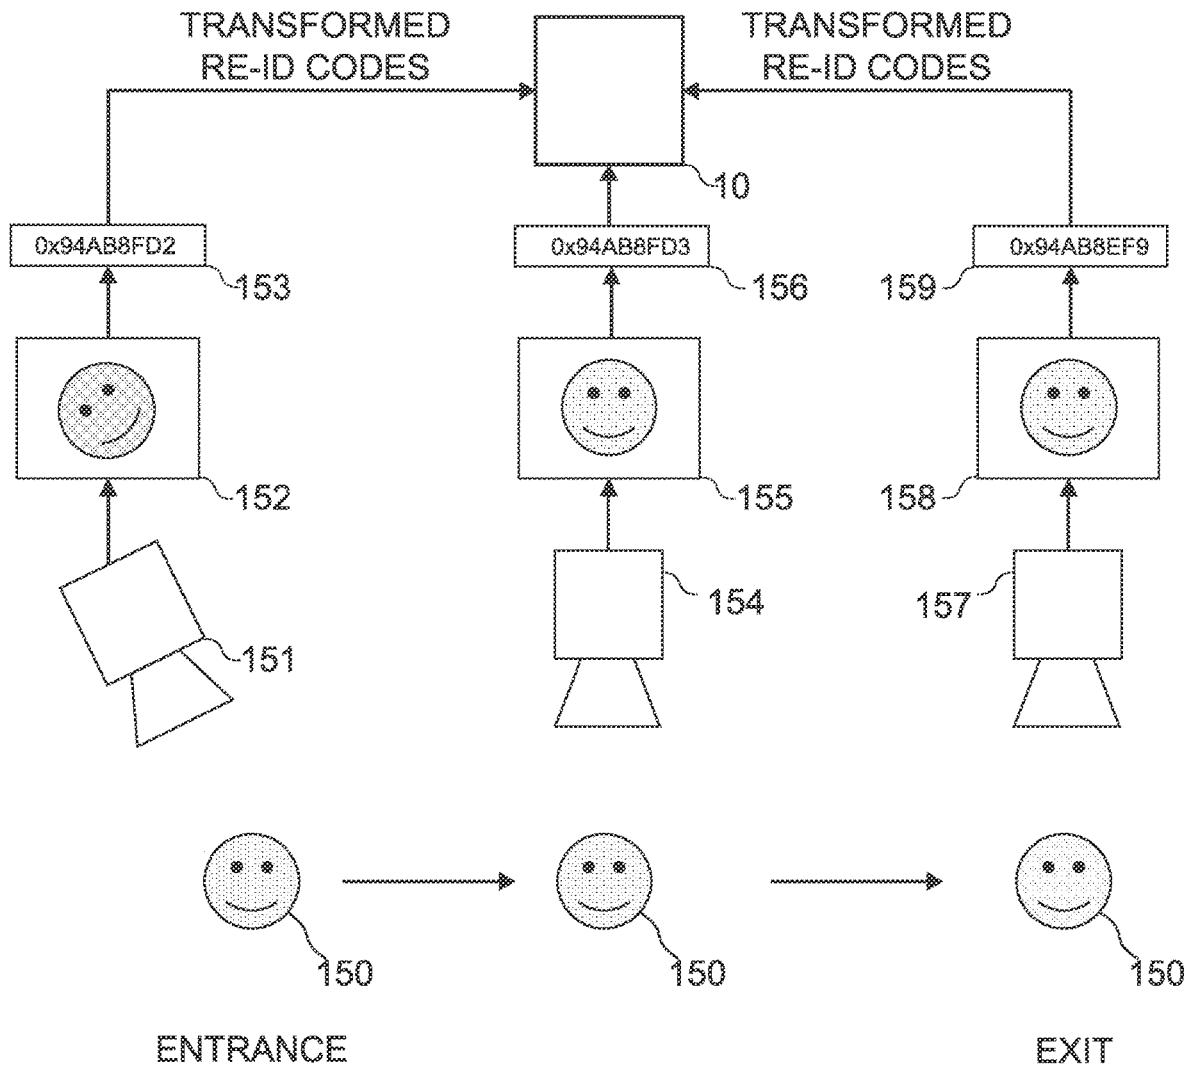 TRANSFORMED
RE-ID CODES
TRANSFORMED
RE-ID CODES
10
0x94AB8FD2
0x94AB8FD3
0x94AB8EF9
153
156
159
152
155
158
151
154
157
150
150
150
ENTRANCE
EXIT